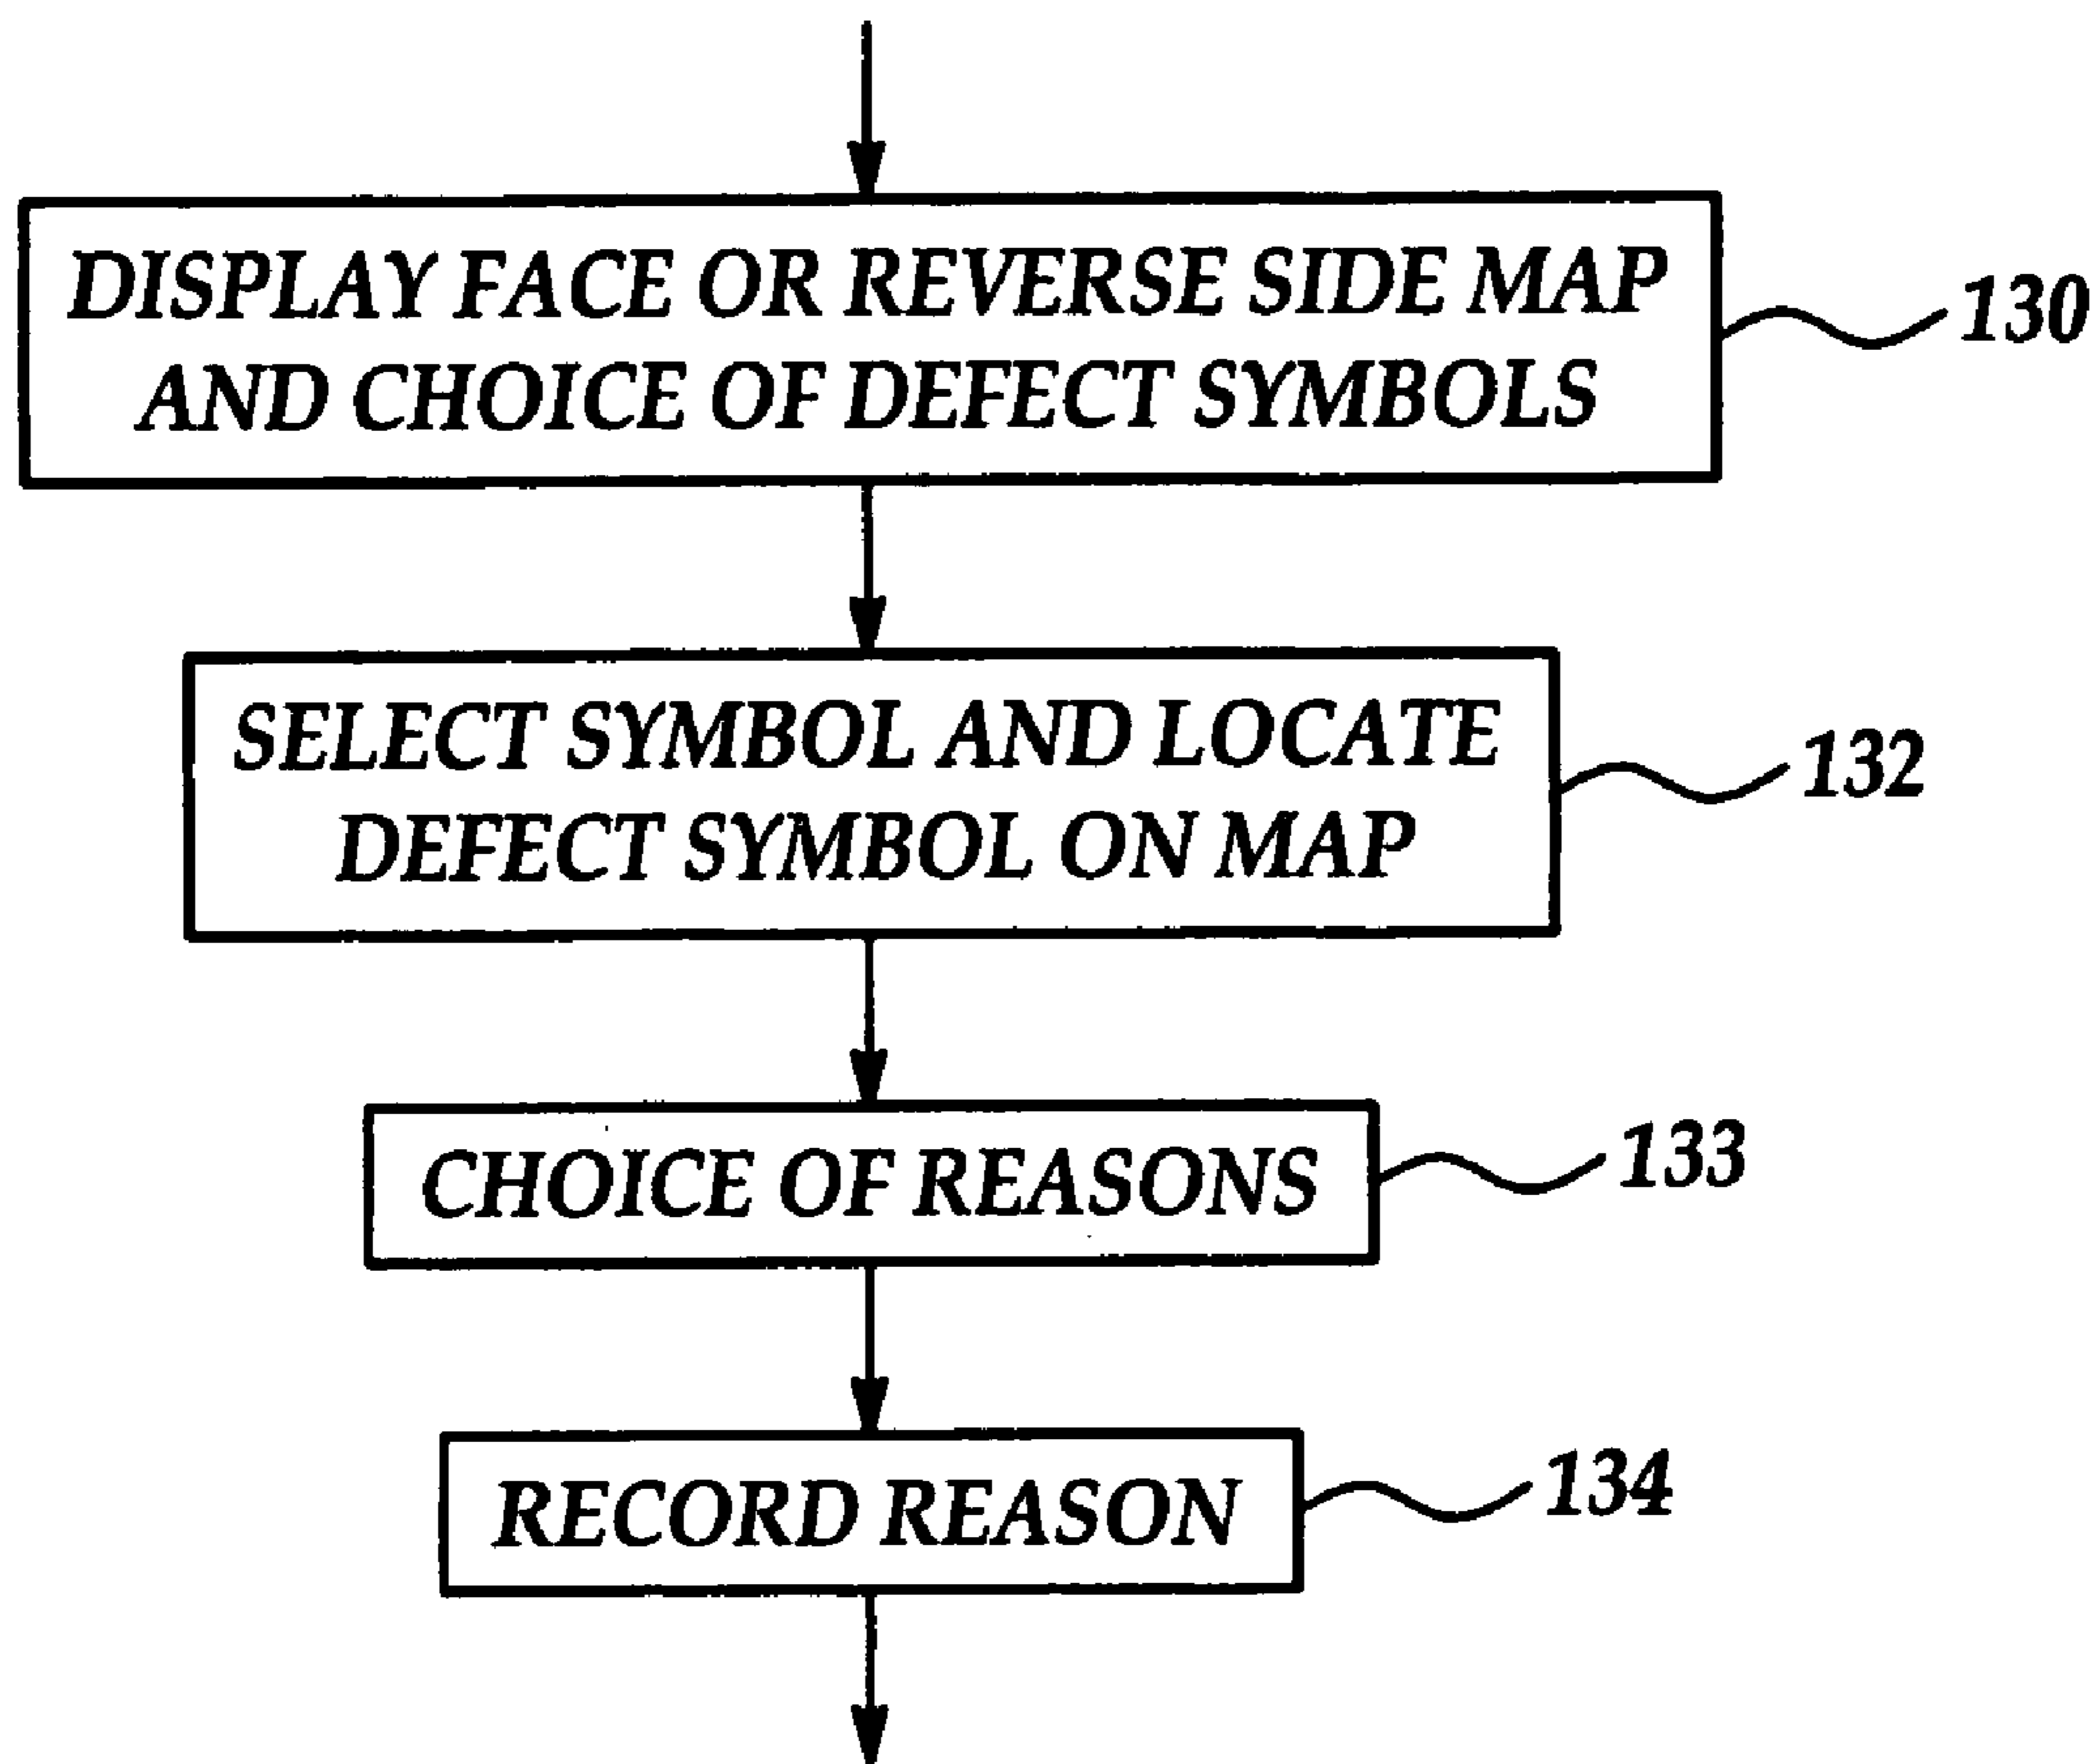 DISPLAY FACE OR REVERSE SIDE MAP
AND CHOICE OF DEFECT SYMBOLS
130
SELECT SYMBOL AND LOCATE
DEFECT SYMBOL ON MAP
132
CHOICE OF REASONS
133
RECORD REASON
134